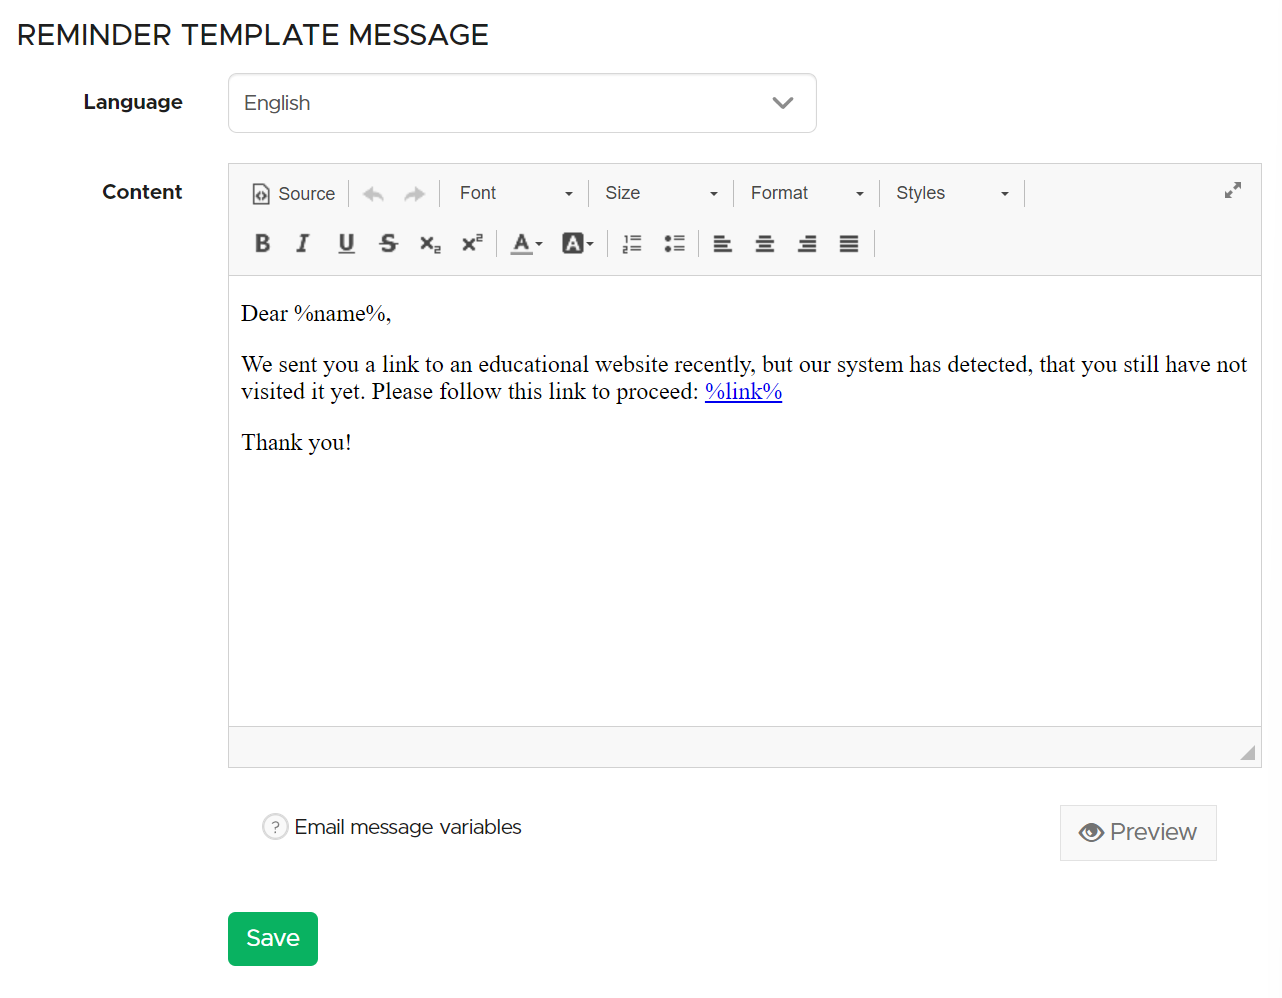 REMINDER TEMPLATE MESSAGE
Language
English
Content
Source
Font
Size
Format
Styles
Dear %name%,
We sent you a link to an educational website recently, but our system has detected, that you still have not
visited it yet. Please follow this link to proceed: %link%
Thank you!
? Email message variables
Preview
Save